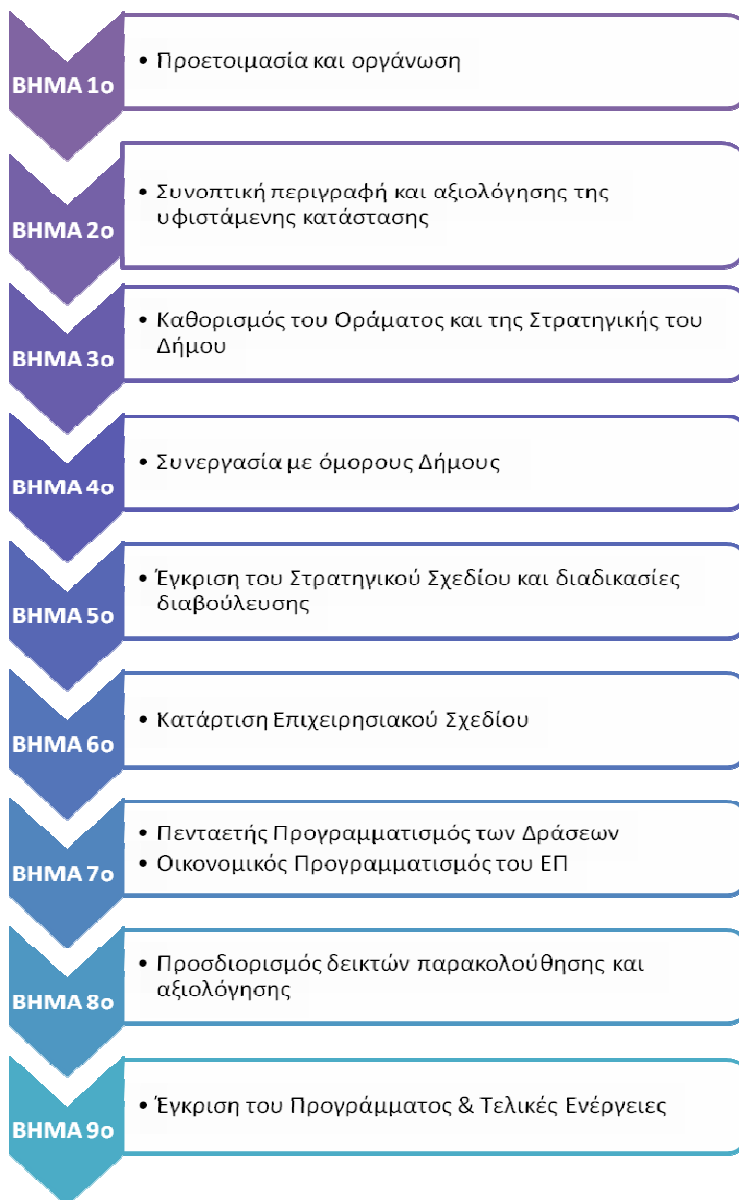 ΒΗΜΑ 1ο
• Προετοιμασία και οργάνωση
ΒΗΜΑ 2ο
• Συνοπτική περιγραφή και αξιολόγησης της
υφιστάμενης κατάστασης
ΒΗΜΑ 3ο
• Καθορισμός του Οράματος και της Στρατηγικής του
Δήμου
ΒΗΜΑ 4ο
• Συνεργασία με όμορους Δήμους
ΒΗΜΑ 5ο
• Έγκριση του Στρατηγικού Σχεδίου και διαδικασίες
διαβούλευσης
ΒΗΜΑ 6ο
• Κατάρτιση Επιχειρησιακού Σχεδίου
ΒΗΜΑ 7ο
• Πενταετής Προγραμματισμός των Δράσεων
• Οικονομικός Προγραμματισμός του ΕΠ
ΒΗΜΑ 8ο
• Προσδιορισμός δεικτών παρακολούθησης και
αξιολόγησης
ΒΗΜΑ 9ο
• Έγκριση του Προγράμματος & Τελικές Ενέργειες